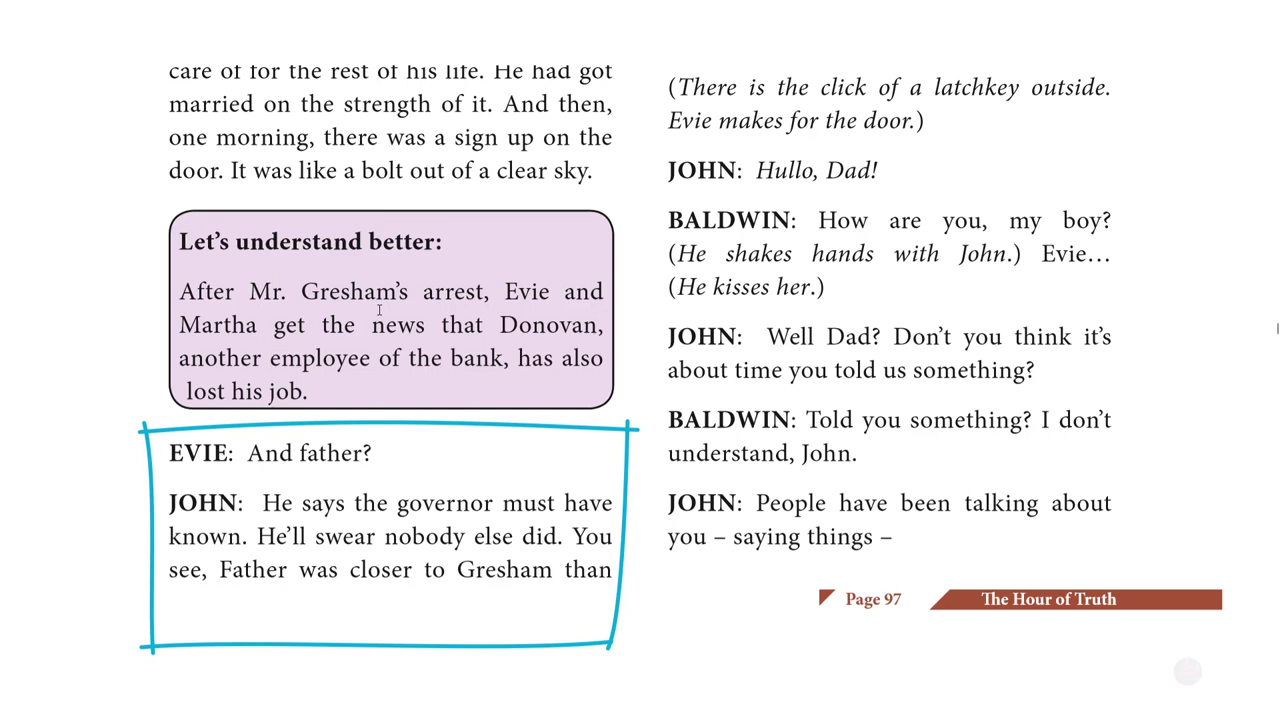 care of for the rest of his life. He had got
married on the strength of it. And then,
one morning, there was a sign up on the
door. It was like a bolt out of a clear sky.
Let's understand better:
After Mr. Gresham's arrest, Evie and
Martha get the news that Donovan,
another employee of the bank, has also
lost his job.
EVIE: And father?
JOHN: He says the governor must have
known. He'll swear nobody else did. You
see, Father was closer to Gresham than
(There is the click of a latchkey outside.
Evie makes for the door.)
JOHN: Hullo, Dad!
BALDWIN: How are you, my boy?
(He shakes hands with John.) Evie…
(He kisses her.)
JOHN: Well Dad? Don't you think it's
about time you told us something?
BALDWIN: Told you something? I don't
understand, John.
JOHN: People have been talking about
you – saying things –
Page 97
The Hour of Truth